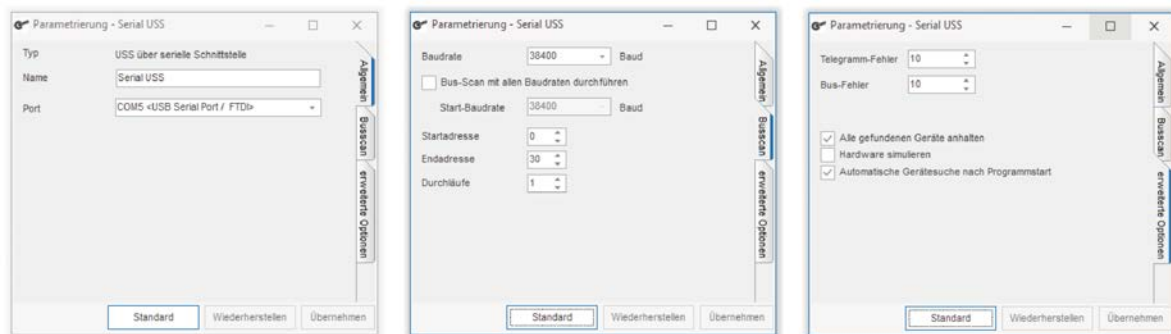 Parametrierung - Serial USS
Typ USS über serielle Schnittstelle
Name Serial USS
Port COM5 <USB Serial Port / FTDI>
Allgemein
Busscan
erweiterte Optionen
Standard Wiederherstellen Übernehmen
Parametrierung - Serial USS
Baudrate 38400 Baud
Bus-Scan mit allen Baudraten durchführen
Start-Baudrate 38400 Baud
Startadresse 0
Endadresse 30
Durchläufe 1
Allgemein
Busscan
erweiterte Optionen
Standard Wiederherstellen Übernehmen
Parametrierung - Serial USS
Telegramm-Fehler 10
Bus-Fehler 10
Alle gefundenen Geräte anhalten
Hardware simulieren
Automatische Gerätesuche nach Programmstart
Allgemein
Busscan
erweiterte Optionen
Standard Wiederherstellen Übernehmen